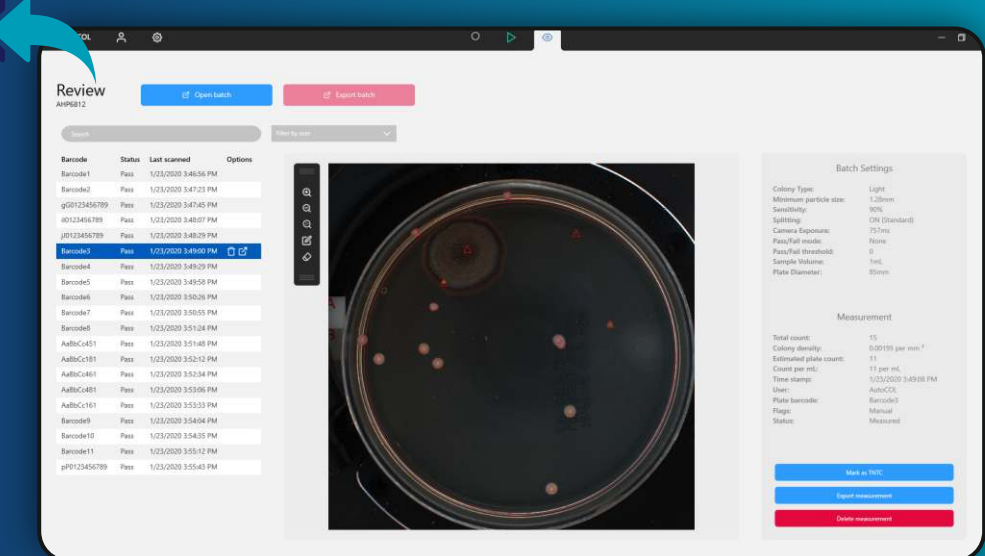 COL
Review
AHP6812
Open batch
Export batch
Search
Filter by user
Barcode Status Last scanned Options
Barcode1 Pass 1/23/2020 3:46:56 PM
Barcode2 Pass 1/23/2020 3:47:23 PM
gG0123456789 Pass 1/23/2020 3:47:45 PM
iI0123456789 Pass 1/23/2020 3:48:07 PM
jJ0123456789 Pass 1/23/2020 3:48:29 PM
Barcode3 Pass 1/23/2020 3:49:00 PM
Barcode4 Pass 1/23/2020 3:49:29 PM
Barcode5 Pass 1/23/2020 3:49:58 PM
Barcode6 Pass 1/23/2020 3:50:26 PM
Barcode7 Pass 1/23/2020 3:50:55 PM
Barcode8 Pass 1/23/2020 3:51:24 PM
AaBbCc451 Pass 1/23/2020 3:51:48 PM
AaBbCc181 Pass 1/23/2020 3:52:12 PM
AaBbCc461 Pass 1/23/2020 3:52:34 PM
AaBbCc481 Pass 1/23/2020 3:53:06 PM
AaBbCc161 Pass 1/23/2020 3:53:33 PM
Barcode9 Pass 1/23/2020 3:54:04 PM
Barcode10 Pass 1/23/2020 3:54:35 PM
Barcode11 Pass 1/23/2020 3:55:12 PM
pP0123456789 Pass 1/23/2020 3:55:43 PM
Batch Settings
Colony Type: Light
Minimum particle size: 1.28mm
Sensitivity: 90%
Splitting: ON (Standard)
Camera Exposure: 757ms
Pass/Fail mode: None
Pass/Fail threshold: 0
Sample Volume: 1mL
Plate Diameter: 85mm
Measurement
Total count: 15
Colony density: 0.00195 per mm²
Estimated plate count: 11
Count per mL: 11 per mL
Time stamp: 1/23/2020 3:49:08 PM
User: AutoCOL
Plate barcode: Barcode3
Flags: Manual
Status: Measured
Mark as TNTC
Export measurement
Delete measurement